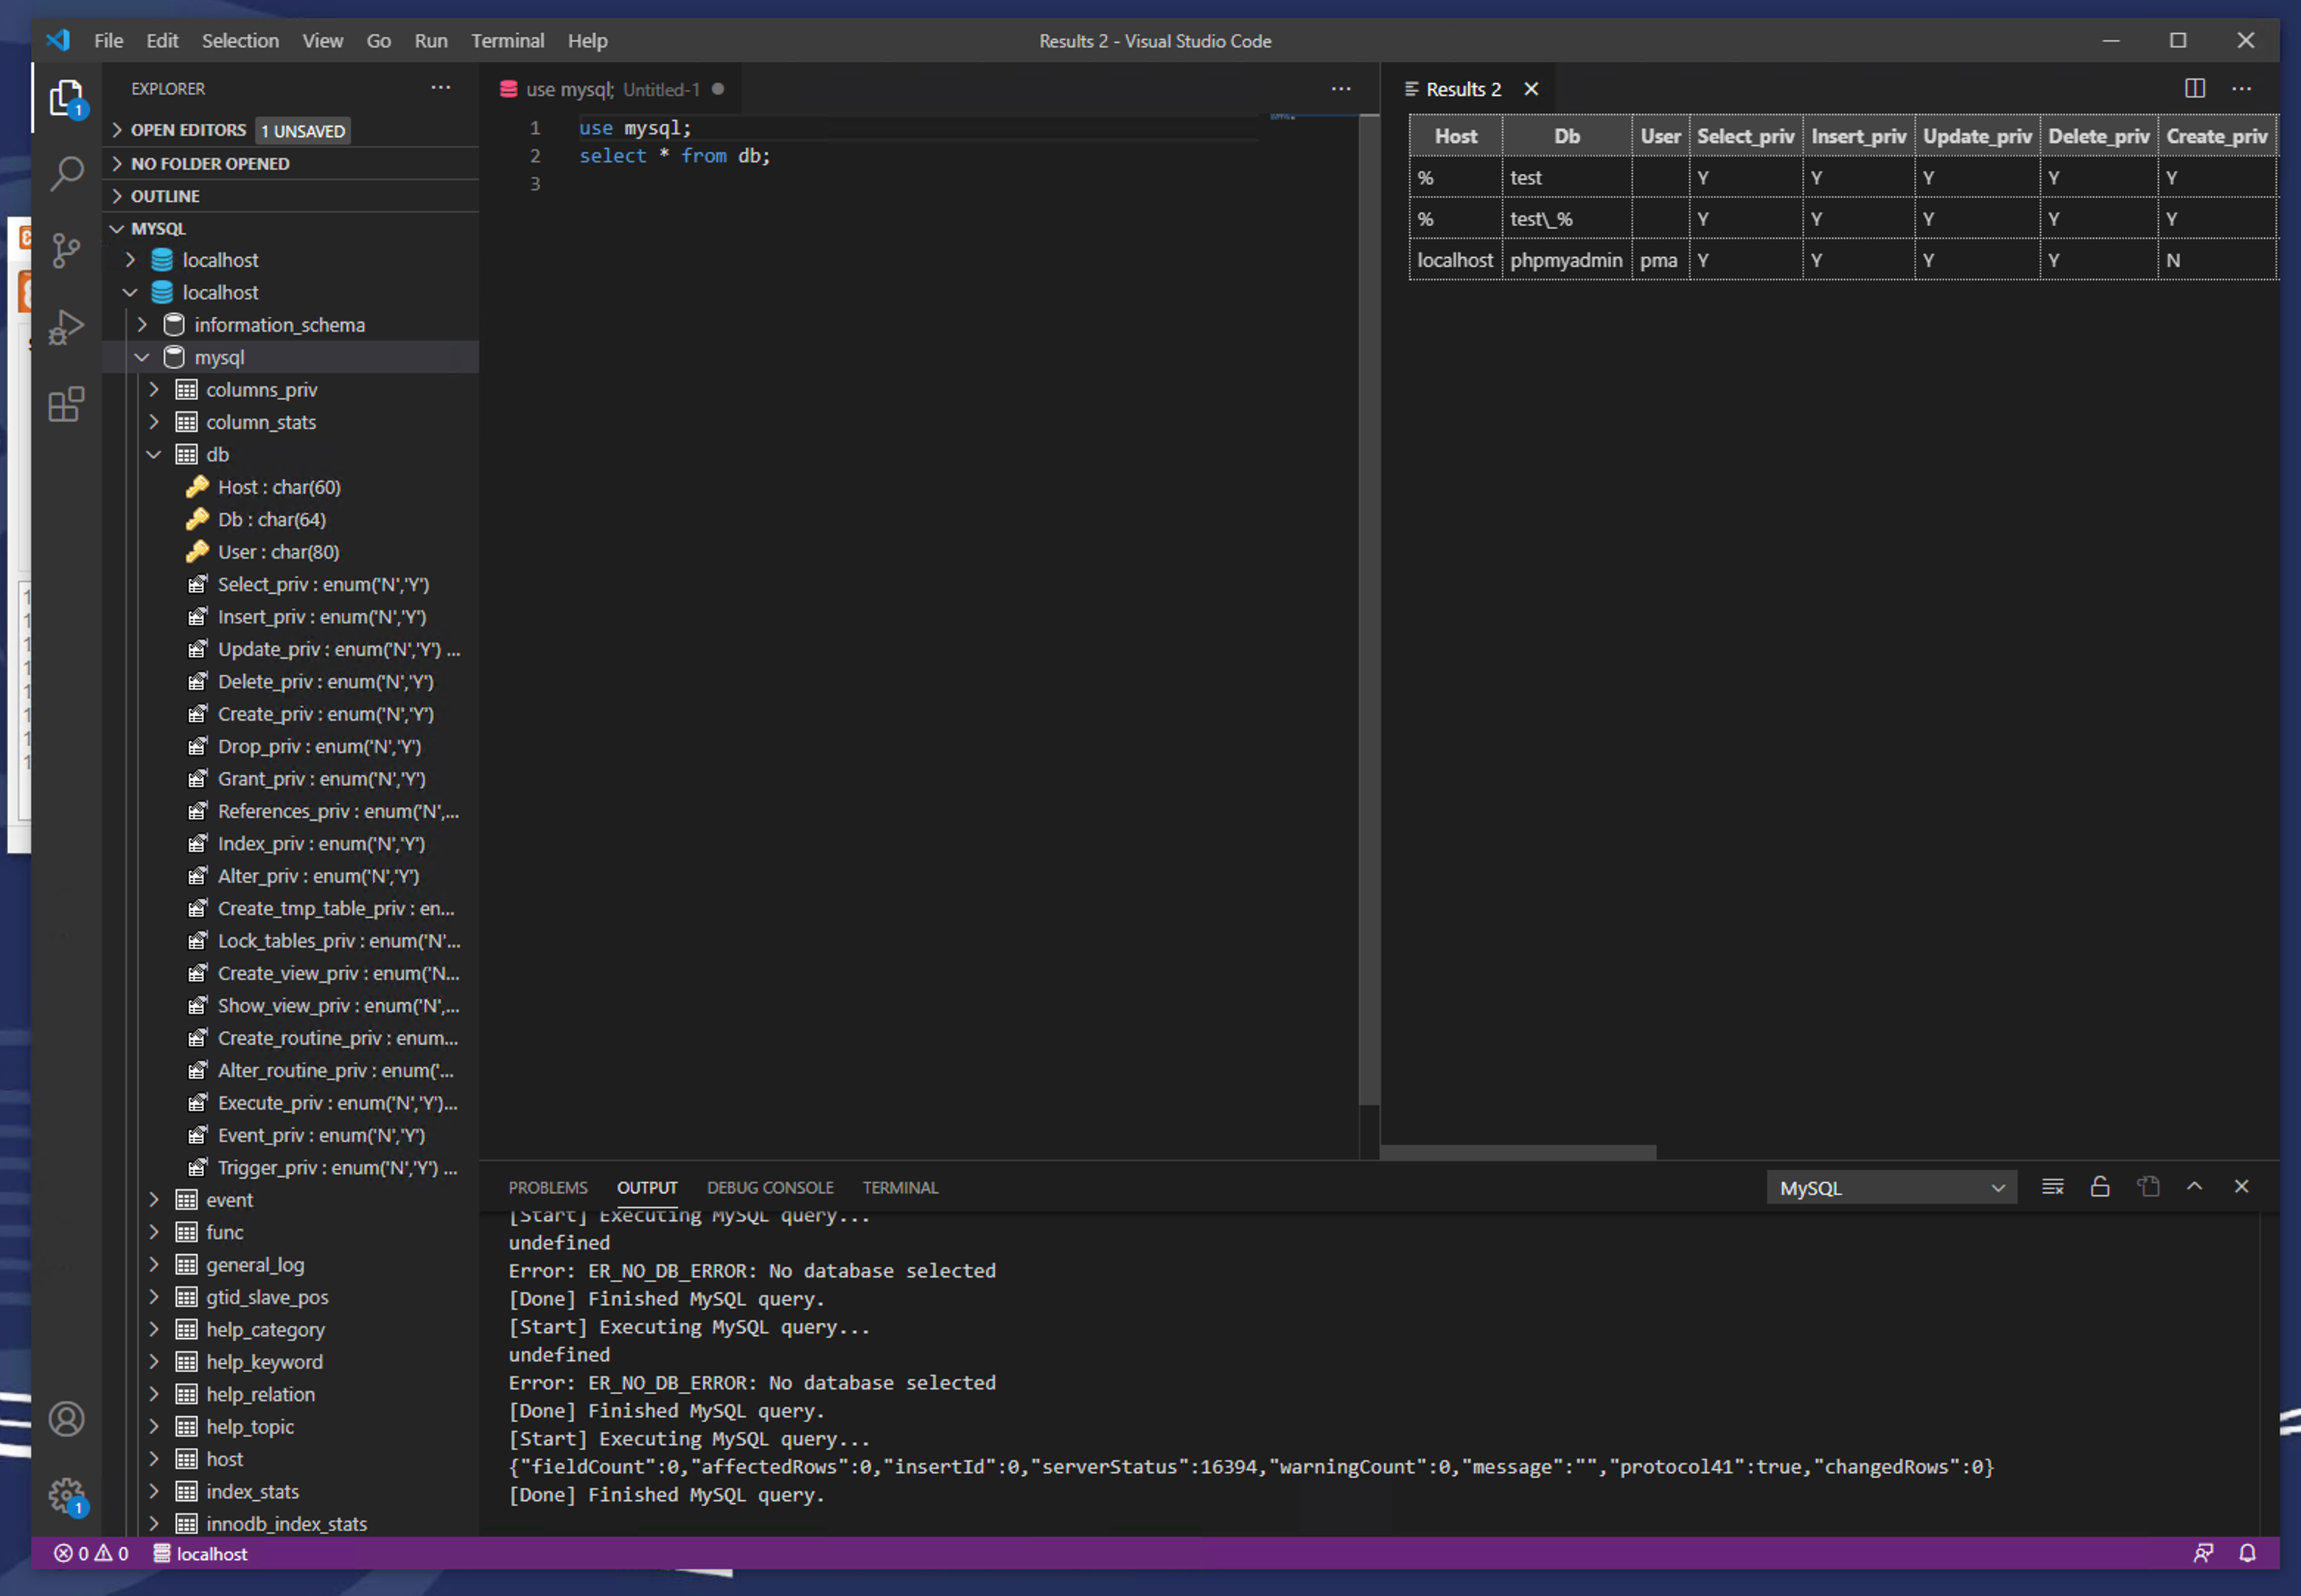 File Edit Selection View Go Run Terminal Help
Results 2 - Visual Studio Code
EXPLORER
OPEN EDITORS 1 UNSAVED
NO FOLDER OPENED
OUTLINE
MYSQL
localhost
localhost
information_schema
mysql
columns_priv
column_stats
db
Host : char(60)
Db : char(64)
User : char(80)
Select_priv : enum('N','Y')
Insert_priv : enum('N','Y')
Update_priv : enum('N','Y') ...
Delete_priv : enum('N','Y')
Create_priv : enum('N','Y')
Drop_priv : enum('N','Y')
Grant_priv : enum('N','Y')
References_priv : enum('N',...
Index_priv : enum('N','Y')
Alter_priv : enum('N','Y')
Create_tmp_table_priv : en...
Lock_tables_priv : enum('N'...
Create_view_priv : enum('N...
Show_view_priv : enum('N',...
Create_routine_priv : enum...
Alter_routine_priv : enum('...
Execute_priv : enum('N','Y')...
Event_priv : enum('N','Y')
Trigger_priv : enum('N','Y') ...
event
func
general_log
gtid_slave_pos
help_category
help_keyword
help_relation
help_topic
host
index_stats
innodb_index_stats
1
1
use mysql; Untitled-1
1 use mysql;
2 select * from db;
3
Results 2
Host Db User Select_priv Insert_priv Update_priv Delete_priv Create_priv
% test Y Y Y Y Y
% test\_% Y Y Y Y Y
localhost phpmyadmin pma Y Y Y Y N
PROBLEMS OUTPUT DEBUG CONSOLE TERMINAL MySQL
[Start] Executing MySQL query...
undefined
Error: ER_NO_DB_ERROR: No database selected
[Done] Finished MySQL query.
[Start] Executing MySQL query...
undefined
Error: ER_NO_DB_ERROR: No database selected
[Done] Finished MySQL query.
[Start] Executing MySQL query...
{"fieldCount":0,"affectedRows":0,"insertId":0,"serverStatus":16394,"warningCount":0,"message":"","protocol41":true,"changedRows":0}
[Done] Finished MySQL query.
0 0 localhost